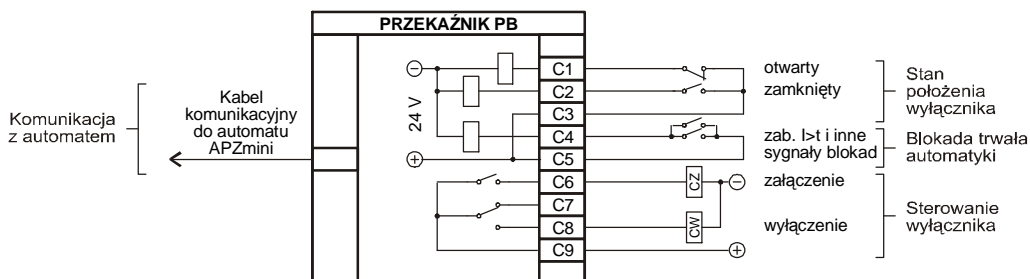 PRZEKAŹNIK PB
Komunikacja
z automatem
Kabel
komunikacyjny
do automatu
APZmini
24 V
C1
C2
C3
C4
C5
C6
C7
C8
C9
CZ
CW
otwarty
zamknięty
Stan
położenia
wyłącznika
zab. I>t i inne
sygnały blokad
Blokada trwała
automatyki
załączenie
wyłączenie
Sterowanie
wyłącznika